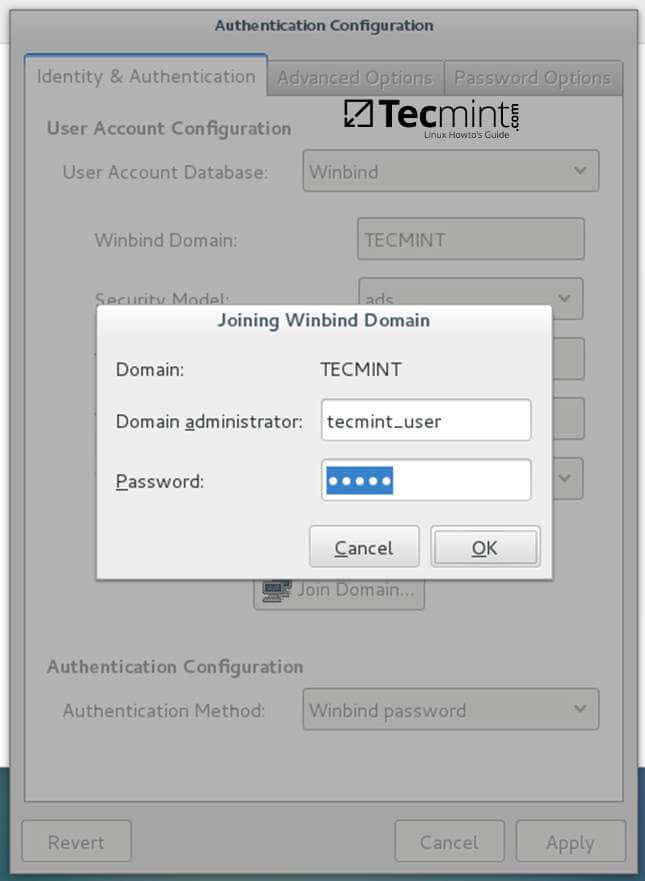 Authentication Configuration
Identity & Authentication
Advanced Options
Password Options
Tecmint.com
Linux Howto's Guide
User Account Configuration
User Account Database: Winbind
Winbind Domain: TECMINT
Security Model: ads
Joining Winbind Domain
Domain: TECMINT
Domain administrator: tecmint_user
Password: ●●●●●
Cancel OK
Join Domain...
Authentication Configuration
Authentication Method: Winbind password
Revert Cancel Apply